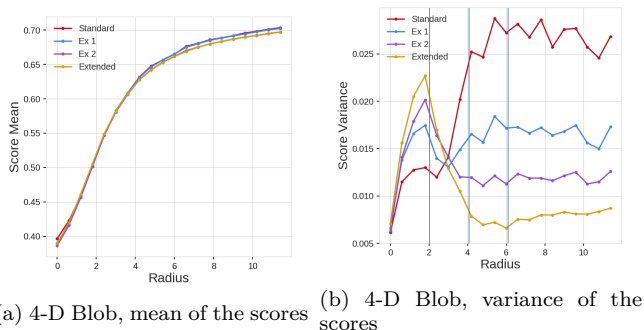 Standard
Ex 1
Ex 2
Extended
0.70
0.65
0.60
0.55
0.50
0.45
0.40
Score Mean
0 2 4 6 8 10
Radius
(a) 4-D Blob, mean of the scores
Standard
Ex 1
Ex 2
Extended
0.025
0.020
0.015
0.010
0.005
Score Variance
0 2 4 6 8 10
Radius
(b) 4-D Blob, variance of the
scores